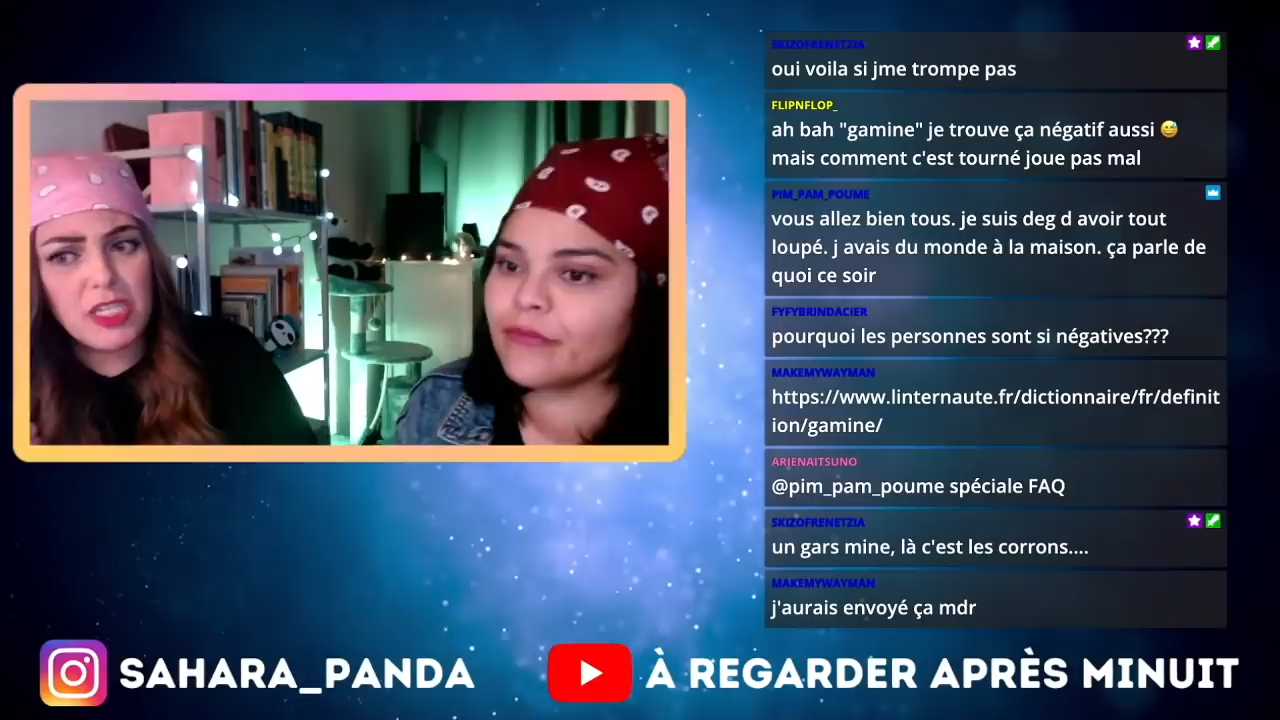 SKIZOFRENETZIA
oui voila si jme trompe pas
FLIPNFLOP_
ah bah "gamine" je trouve ça négatif aussi 😅
mais comment c'est tourné joue pas mal
PIM_PAM_POUME
vous allez bien tous. je suis deg d avoir tout
loupé. j avais du monde à la maison. ça parle de
quoi ce soir
FYFYBRINDACIER
pourquoi les personnes sont si négatives???
MAKEMYWAYMAN
https://www.linternaute.fr/dictionnaire/fr/definit
ion/gamine/
ARIENAITSUNO
@pim_pam_poume spéciale FAQ
SKIZOFRENETZIA
un gars mine, là c'est les corrons....
MAKEMYWAYMAN
j'aurais envoyé ça mdr
SAHARA_PANDA
À REGARDER APRÈS MINUIT